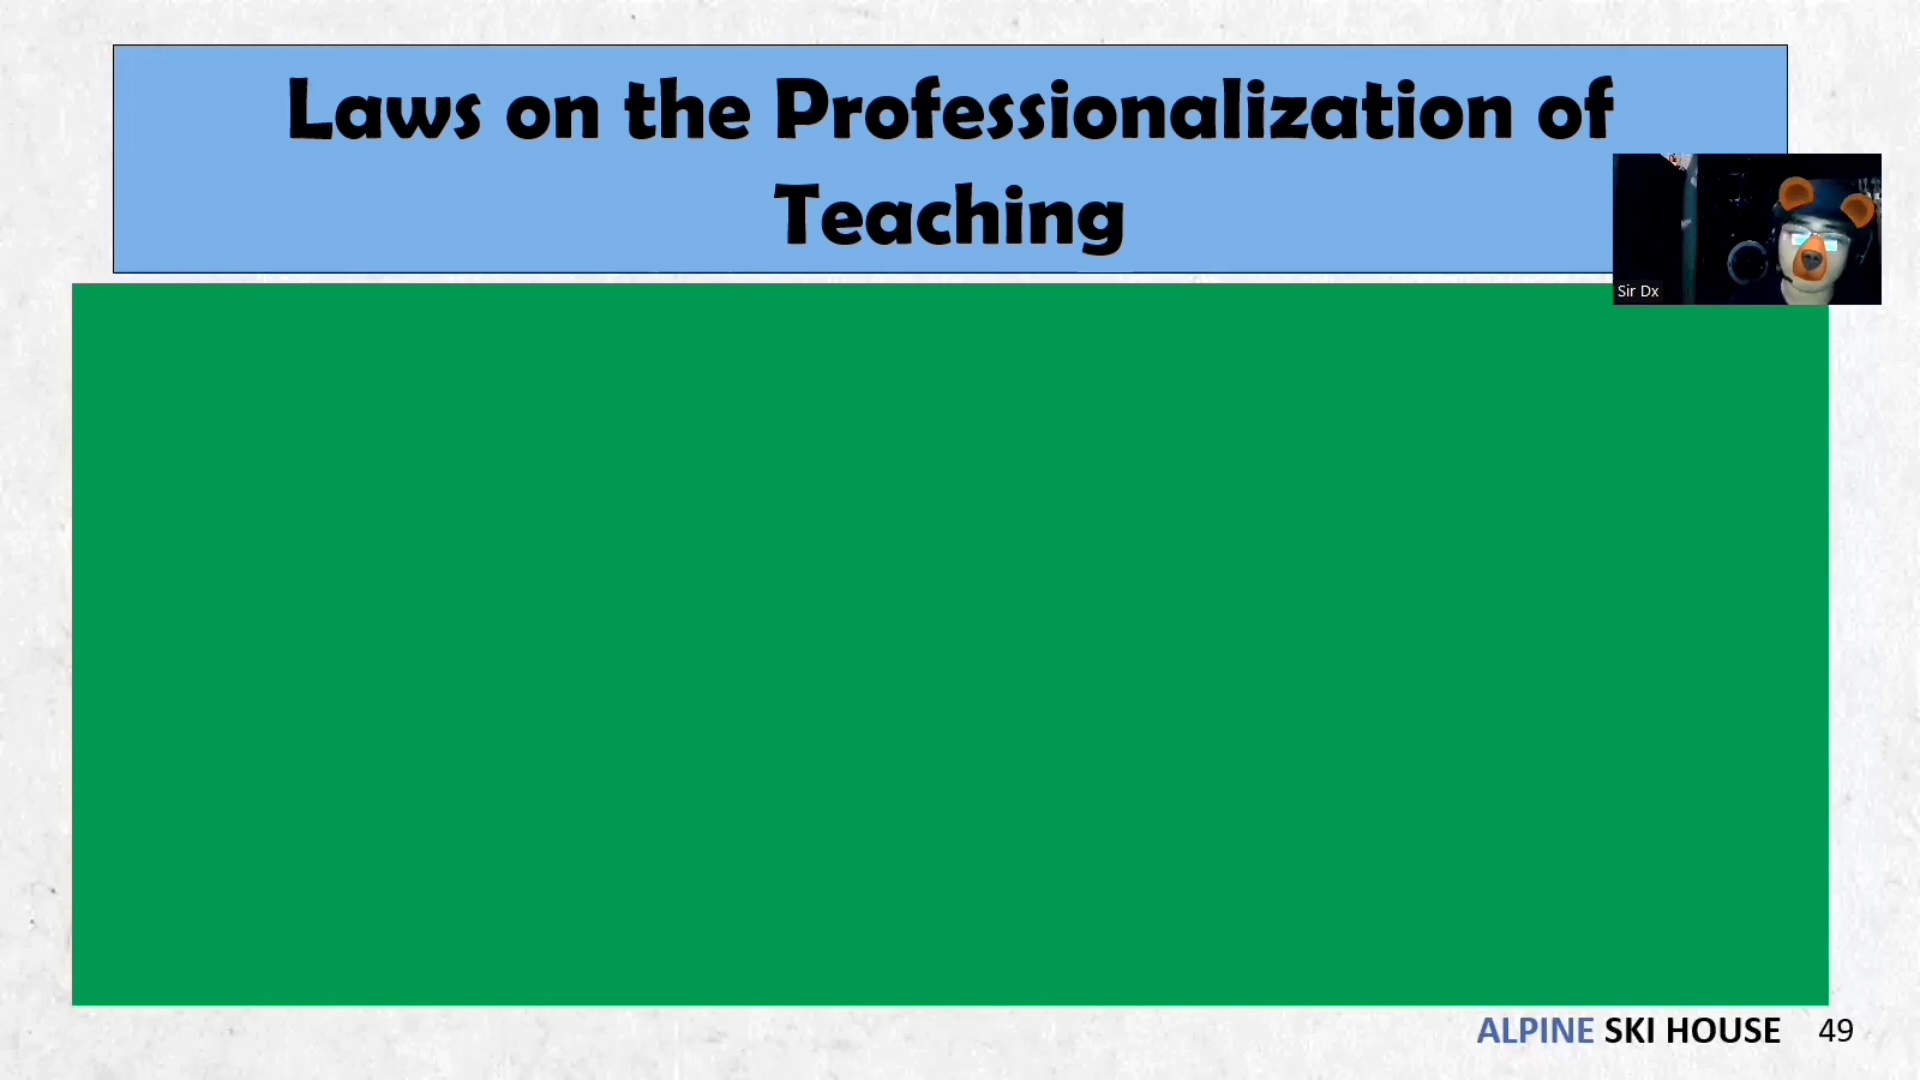 Laws on the Professionalization of
Teaching
Sir Dx
ALPINE SKI HOUSE 49